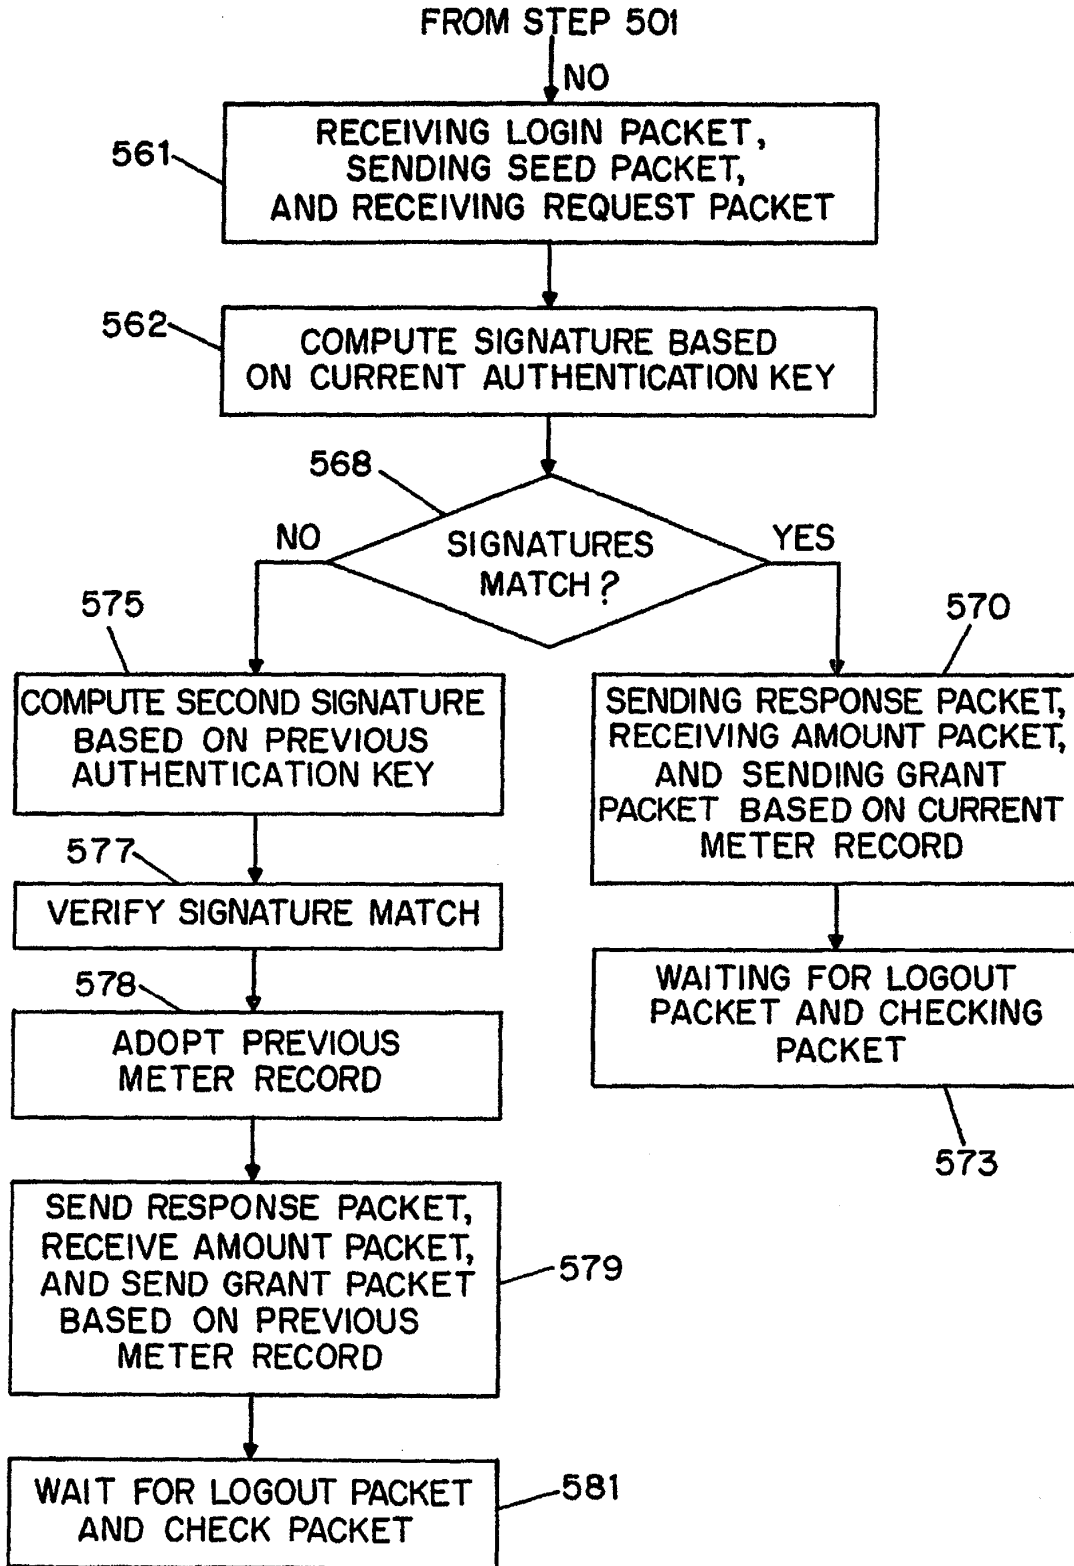 FROM STEP 501
NO
561
RECEIVING LOGIN PACKET,
SENDING SEED PACKET,
AND RECEIVING REQUEST PACKET
562
COMPUTE SIGNATURE BASED
ON CURRENT AUTHENTICATION KEY
568
SIGNATURES
MATCH?
NO
YES
575
COMPUTE SECOND SIGNATURE
BASED ON PREVIOUS
AUTHENTICATION KEY
577
VERIFY SIGNATURE MATCH
578
ADOPT PREVIOUS
METER RECORD
SEND RESPONSE PACKET,
RECEIVE AMOUNT PACKET,
AND SEND GRANT PACKET
BASED ON PREVIOUS
METER RECORD
579
WAIT FOR LOGOUT PACKET
AND CHECK PACKET
581
570
SENDING RESPONSE PACKET,
RECEIVING AMOUNT PACKET,
AND SENDING GRANT
PACKET BASED ON CURRENT
METER RECORD
WAITING FOR LOGOUT
PACKET AND CHECKING
PACKET
573